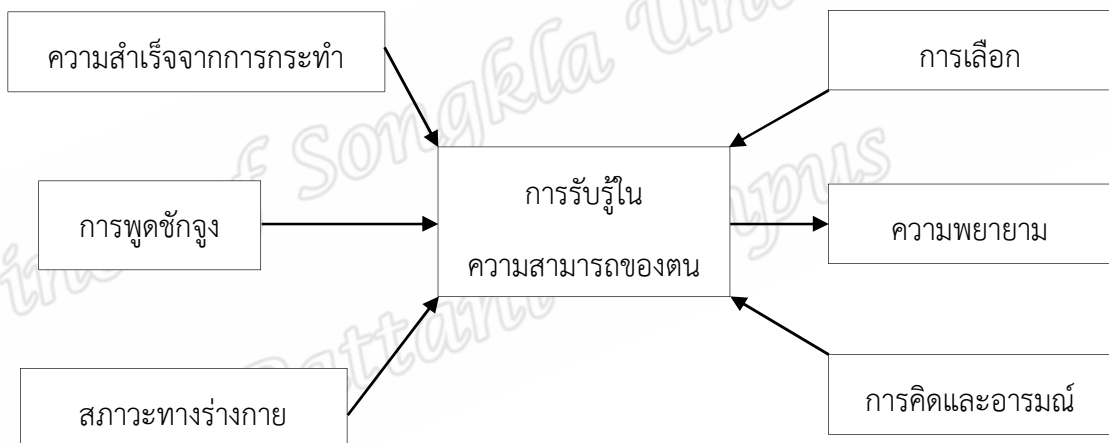 ความสำเร็จจากการกระทำ
การเลือก
การรับรู้ใน
ความสามารถของตน
การพูดชักจูง
ความพยายาม
สภาวะทางร่างกาย
การคิดและอารมณ์
f Songkla Uni
Pattani
mpus